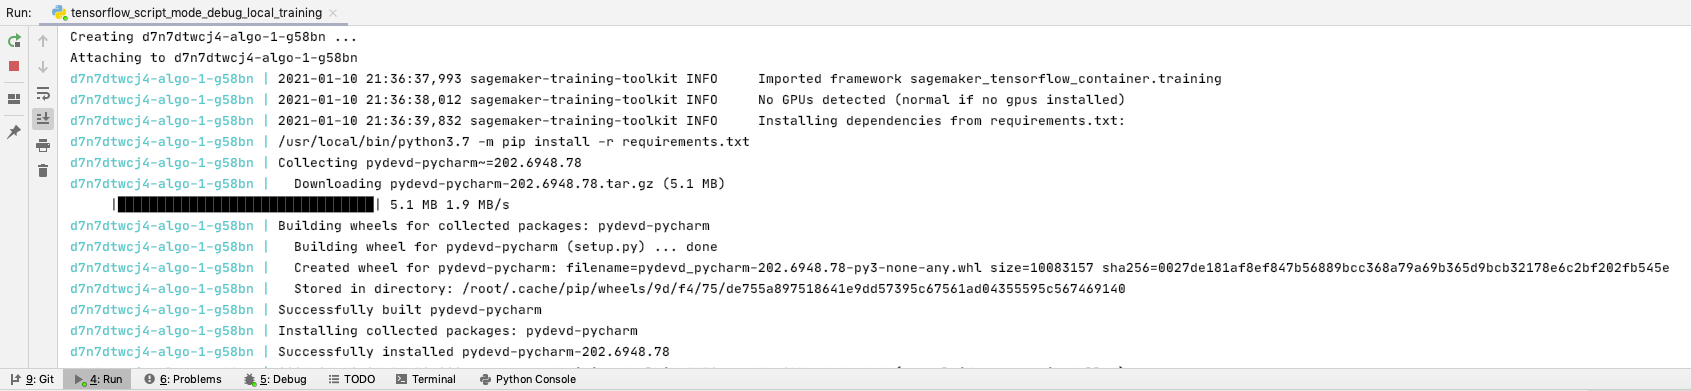 Run: tensorflow_script_mode_debug_local_training ×
Creating d7n7dtwcj4-algo-1-g58bn ...
Attaching to d7n7dtwcj4-algo-1-g58bn
d7n7dtwcj4-algo-1-g58bn | 2021-01-10 21:36:37,993 sagemaker-training-toolkit INFO     Imported framework sagemaker_tensorflow_container.training
d7n7dtwcj4-algo-1-g58bn | 2021-01-10 21:36:38,012 sagemaker-training-toolkit INFO     No GPUs detected (normal if no gpus installed)
d7n7dtwcj4-algo-1-g58bn | 2021-01-10 21:36:39,832 sagemaker-training-toolkit INFO     Installing dependencies from requirements.txt:
d7n7dtwcj4-algo-1-g58bn | /usr/local/bin/python3.7 -m pip install -r requirements.txt
d7n7dtwcj4-algo-1-g58bn | Collecting pydevd-pycharm~=202.6948.78
d7n7dtwcj4-algo-1-g58bn |   Downloading pydevd-pycharm-202.6948.78.tar.gz (5.1 MB)
|████████████████████████████████| 5.1 MB 1.9 MB/s
d7n7dtwcj4-algo-1-g58bn | Building wheels for collected packages: pydevd-pycharm
d7n7dtwcj4-algo-1-g58bn |   Building wheel for pydevd-pycharm (setup.py) ... done
d7n7dtwcj4-algo-1-g58bn |   Created wheel for pydevd-pycharm: filename=pydevd_pycharm-202.6948.78-py3-none-any.whl size=10083157 sha256=0027de181af8ef847b56889bcc368a79a69b365d9bcb32178e6c2bf202fb545e
d7n7dtwcj4-algo-1-g58bn |   Stored in directory: /root/.cache/pip/wheels/9d/f4/75/de755a897518641e9dd57395c67561ad04355595c567469140
d7n7dtwcj4-algo-1-g58bn | Successfully built pydevd-pycharm
d7n7dtwcj4-algo-1-g58bn | Installing collected packages: pydevd-pycharm
d7n7dtwcj4-algo-1-g58bn | Successfully installed pydevd-pycharm-202.6948.78
9: Git 4: Run 6: Problems 5: Debug TODO Terminal Python Console